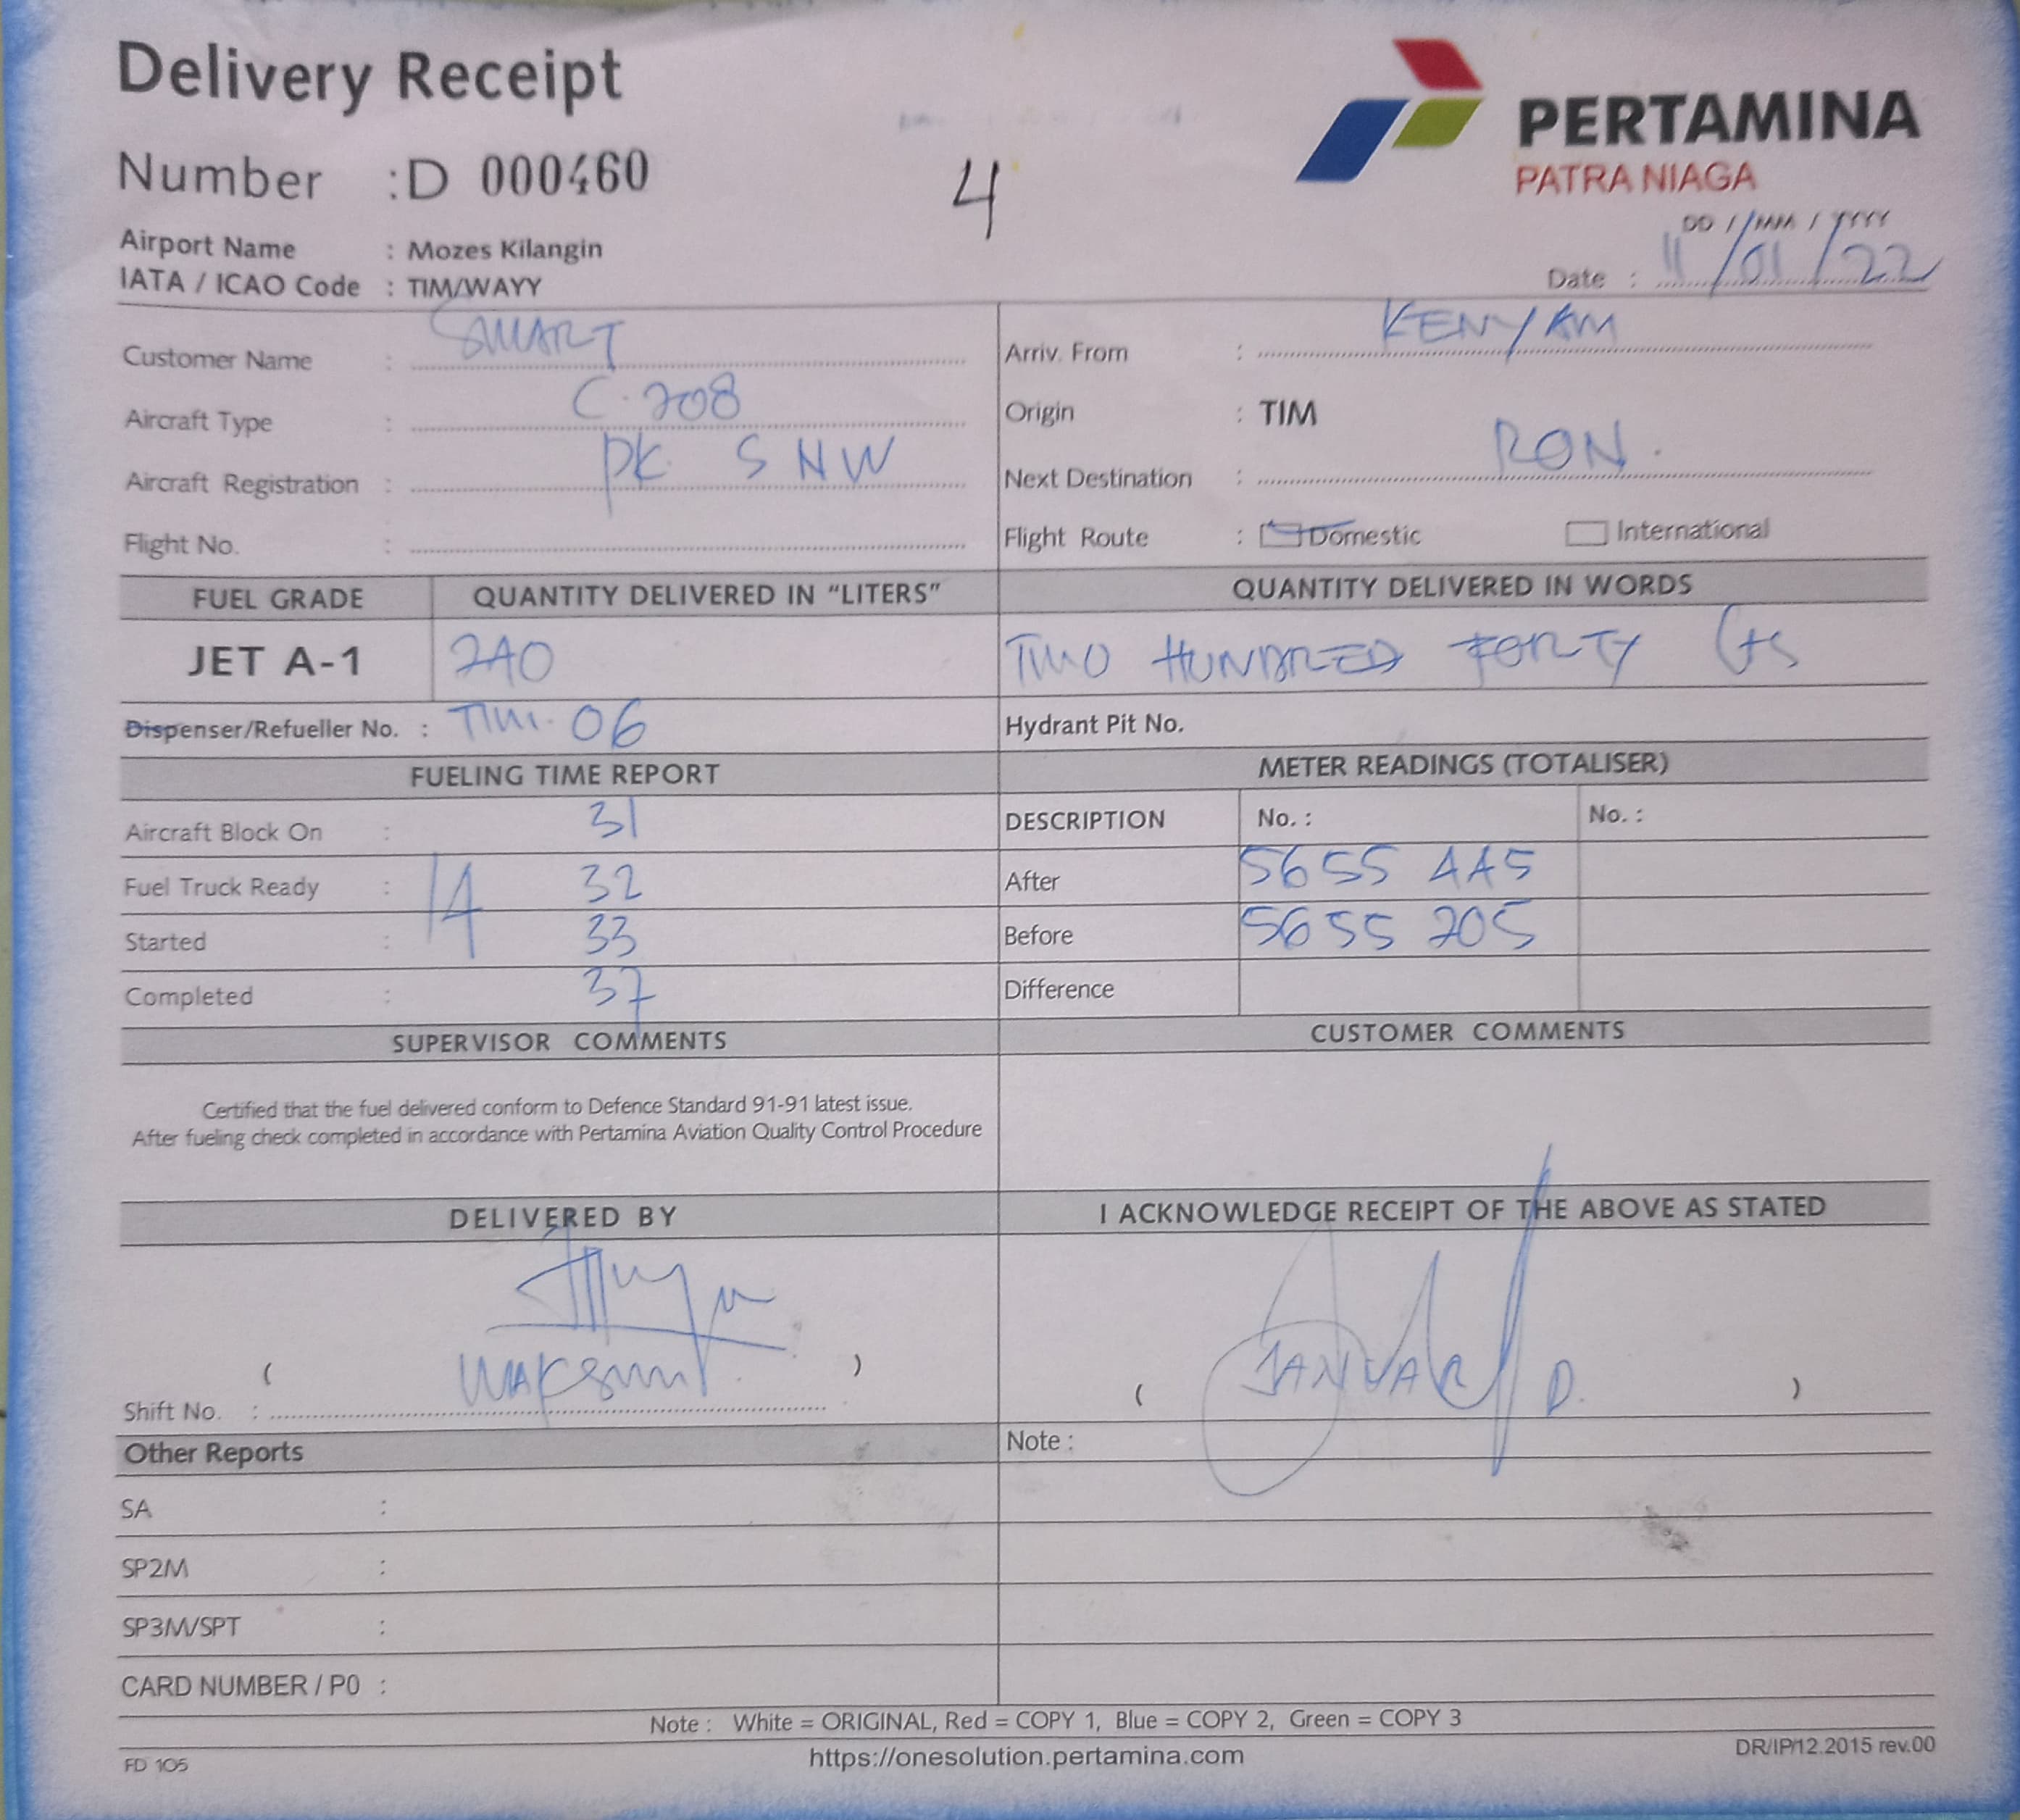 Delivery Receipt
PERTAMINA
PATRA NIAGA
Number : D 000460
4
Airport Name : Mozes Kilangin
IATA / ICAO Code : TIM/WAYY
DD / MM / YYYY
Date : 11/01/22
Customer Name : SMART
Arriv. From : KENYAM
Aircraft Type : C.208
Origin : TIM
Aircraft Registration : PK SNW
Next Destination : RON.
Flight No. :
Flight Route : Domestic International
FUEL GRADE QUANTITY DELIVERED IN “LITERS” QUANTITY DELIVERED IN WORDS
JET A-1 240 TWO HUNDRED FORTY LTS
Dispenser/Refueller No. : TIM. 06 Hydrant Pit No.
FUELING TIME REPORT METER READINGS (TOTALISER)
Aircraft Block On : 31 DESCRIPTION No. : No. :
Fuel Truck Ready : 14 32 After 5655 445
Started : 33 Before 5655 205
Completed : 37 Difference
SUPERVISOR COMMENTS CUSTOMER COMMENTS
Certified that the fuel delivered conform to Defence Standard 91-91 latest issue.
After fueling check completed in accordance with Pertamina Aviation Quality Control Procedure
DELIVERED BY I ACKNOWLEDGE RECEIPT OF THE ABOVE AS STATED
( ) ( JANUAR D. )
Shift No. :
Other Reports Note :
SA :
SP2M :
SP3M/SPT :
CARD NUMBER / P0 :
Note : White = ORIGINAL, Red = COPY 1, Blue = COPY 2, Green = COPY 3
FD 105 https://onesolution.pertamina.com DR/IP/12.2015 rev.00